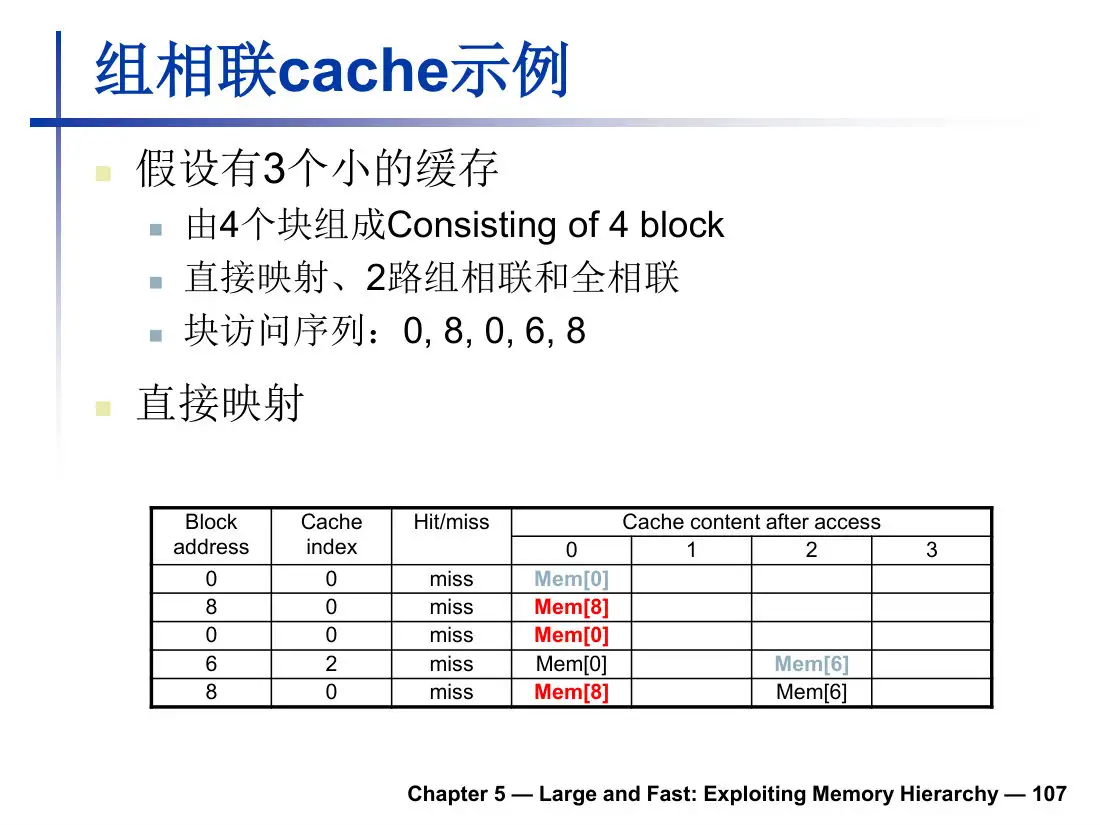 组相联cache示例
假设有3个小的缓存
由4个块组成Consisting of 4 block
直接映射、2路组相联和全相联
块访问序列：0, 8, 0, 6, 8
直接映射
Block address Cache index Hit/miss Cache content after access
0 1 2 3
0 0 miss Mem[0]
8 0 miss Mem[8]
0 0 miss Mem[0]
6 2 miss Mem[0] Mem[6]
8 0 miss Mem[8] Mem[6]
Chapter 5 — Large and Fast: Exploiting Memory Hierarchy — 107